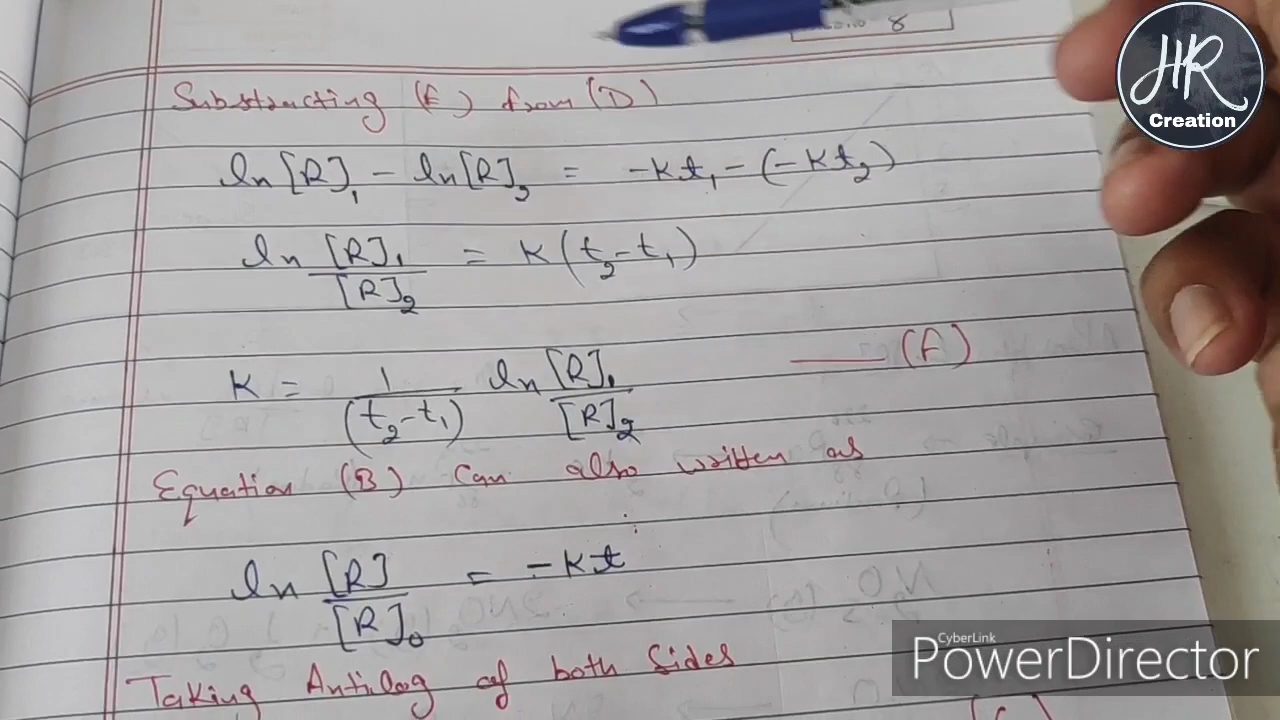 8
HR
Creation
Substracting (E) from (D)
ln [R]₁ - ln [R]₂ = -Kt₁ - (-Kt₂)
ln [R]₁ / [R]₂ = K (t₂ - t₁)
K = 1 / (t₂ - t₁) ln [R]₁ / [R]₂ —— (F)
Equation (B) Can also written as
ln [R] / [R]₀ = -Kt
CyberLink
PowerDirector
Taking Antilog of both Sides